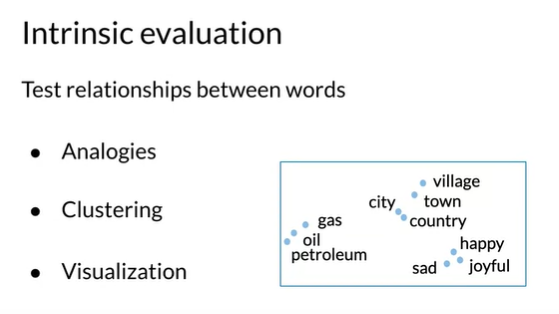 Intrinsic evaluation
Test relationships between words
• Analogies
• Clustering
• Visualization
village
city town
country
gas
oil
petroleum
happy
sad joyful